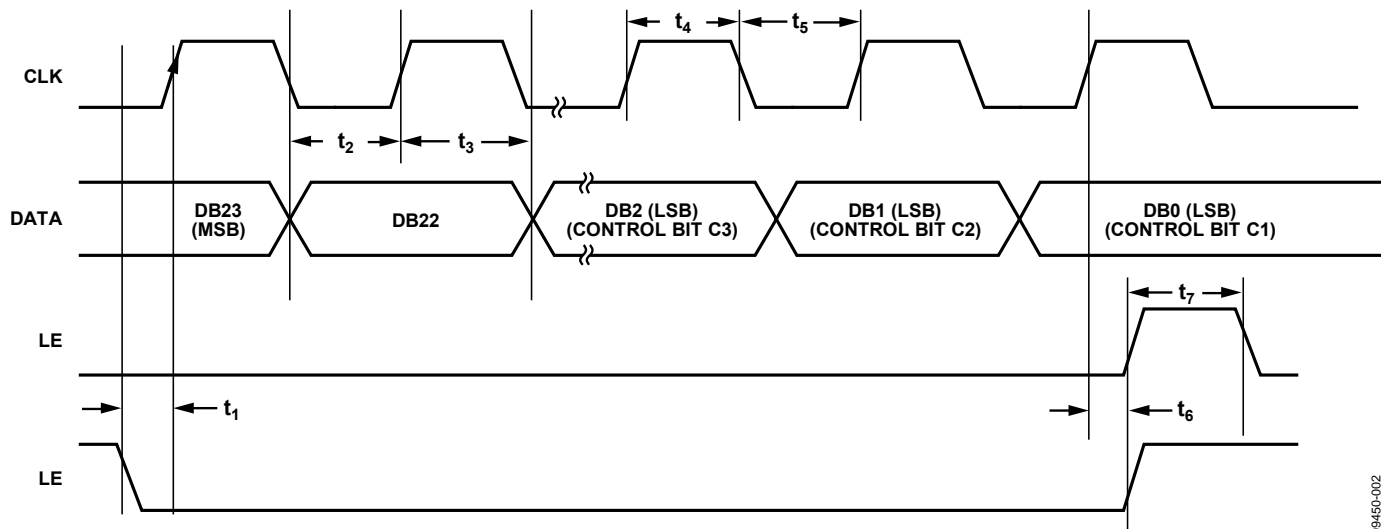 t4 t5
CLK
t2 t3
DATA
DB23 (MSB)
DB22
DB2 (LSB)
(CONTROL BIT C3)
DB1 (LSB)
(CONTROL BIT C2)
DB0 (LSB)
(CONTROL BIT C1)
t7
LE
t1
t6
LE
09450-002